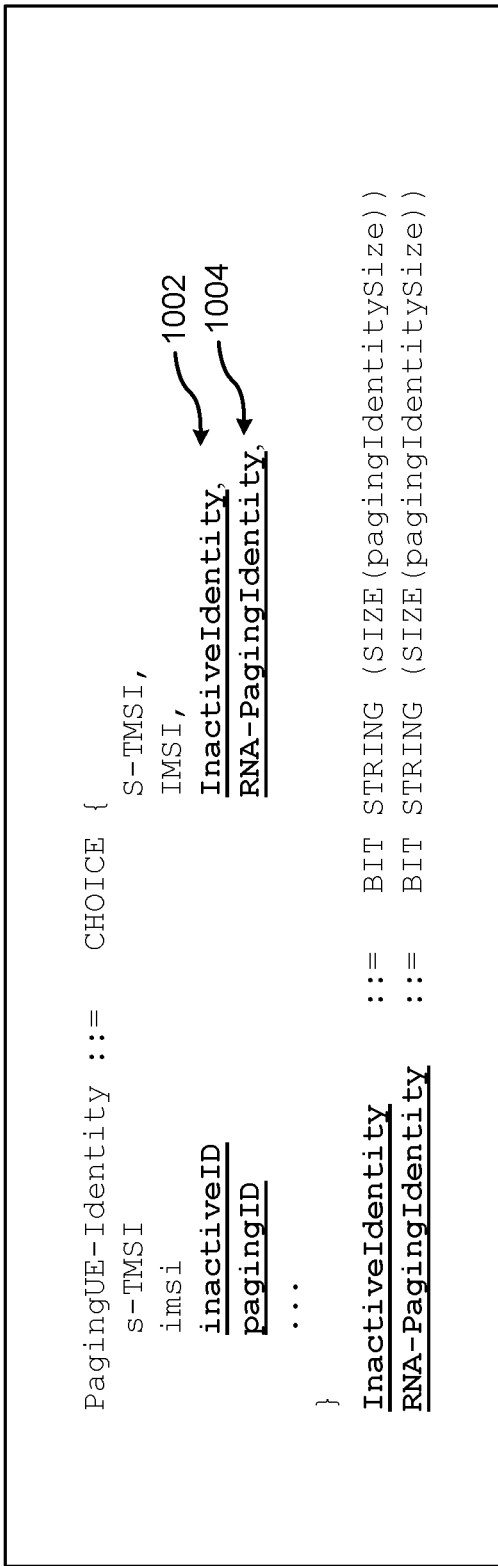 PagingUE-Identity ::= CHOICE {
s-TMSI S-TMSI,
imsi IMSI,
inactiveID InactiveIdentity, 1002
pagingID RNA-PagingIdentity, 1004
...
}
InactiveIdentity ::= BIT STRING (SIZE(pagingIdentitySize))
RNA-PagingIdentity ::= BIT STRING (SIZE(pagingIdentitySize))